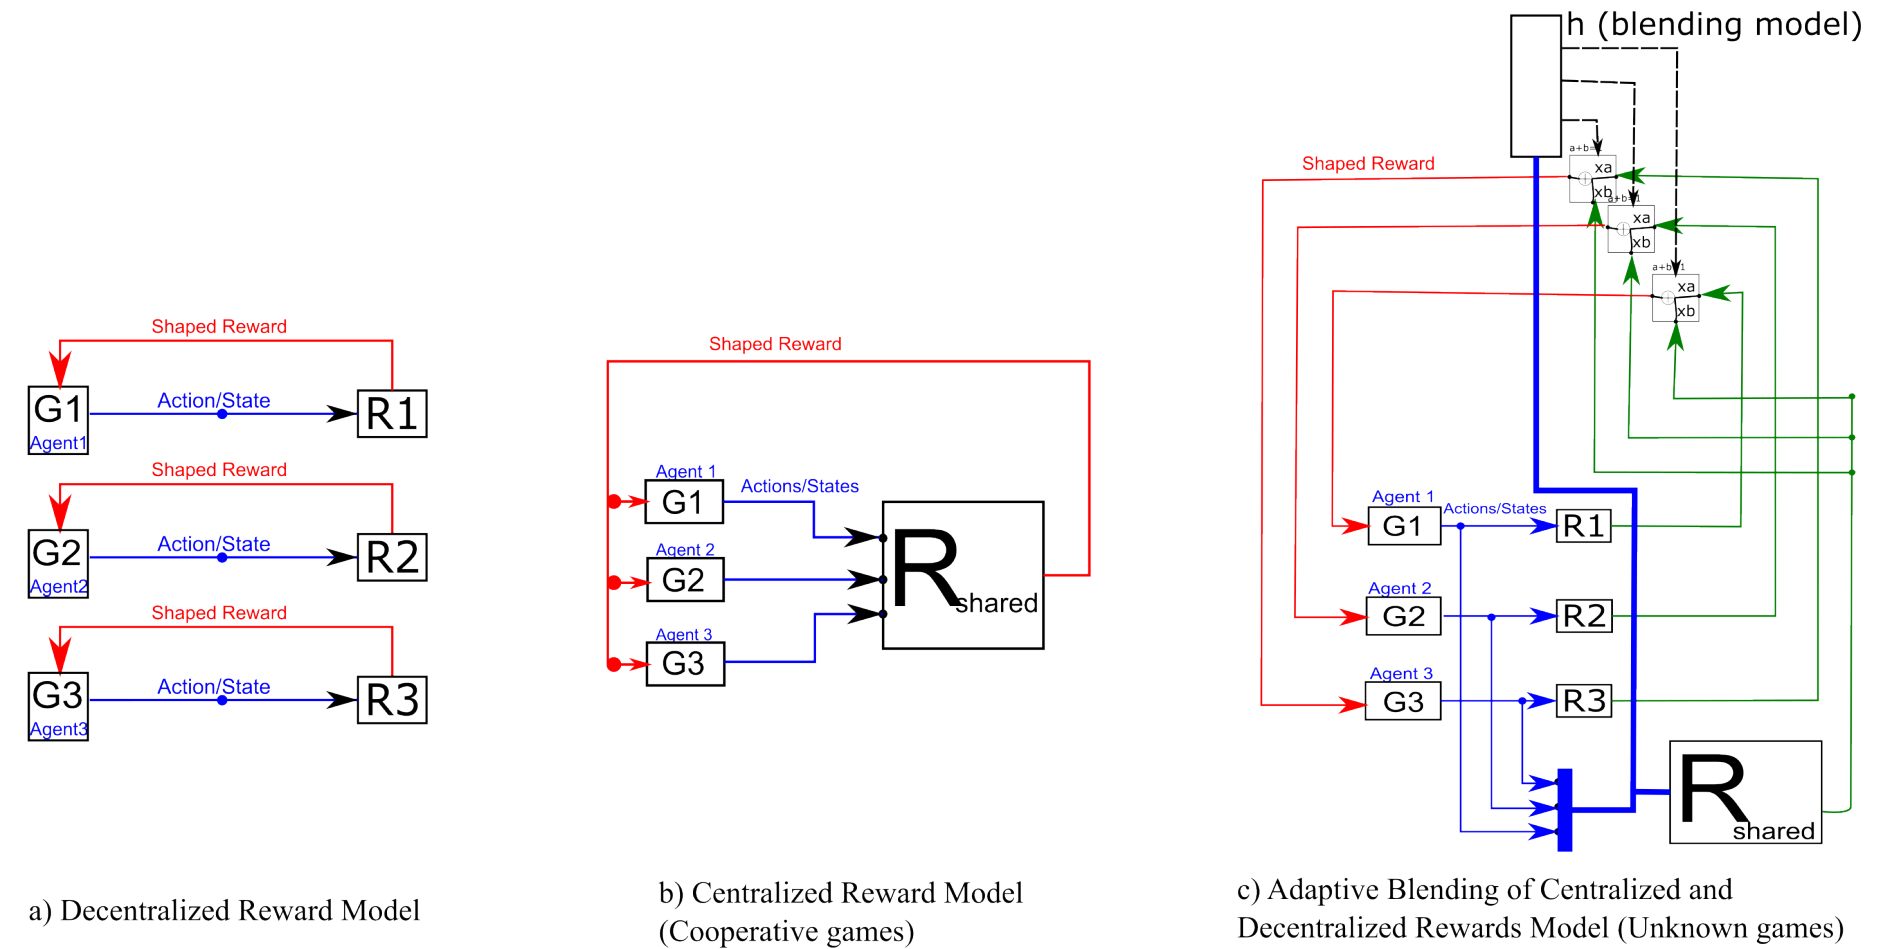 Shaped Reward
G1
Agent1
Action/State
R1
Shaped Reward
G2
Agent2
Action/State
R2
Shaped Reward
G3
Agent3
Action/State
R3
a) Decentralized Reward Model
Shaped Reward
Agent 1
G1
Actions/States
Agent 2
G2
Agent 3
G3
R shared
b) Centralized Reward Model
(Cooperative games)
h (blending model)
Shaped Reward
a+b=1
xa
xb
a+b=1
xa
xb
a+b=1
xa
xb
Agent 1
G1
Actions/States
R1
Agent 2
G2
R2
Agent 3
G3
R3
R shared
c) Adaptive Blending of Centralized and
Decentralized Rewards Model (Unknown games)